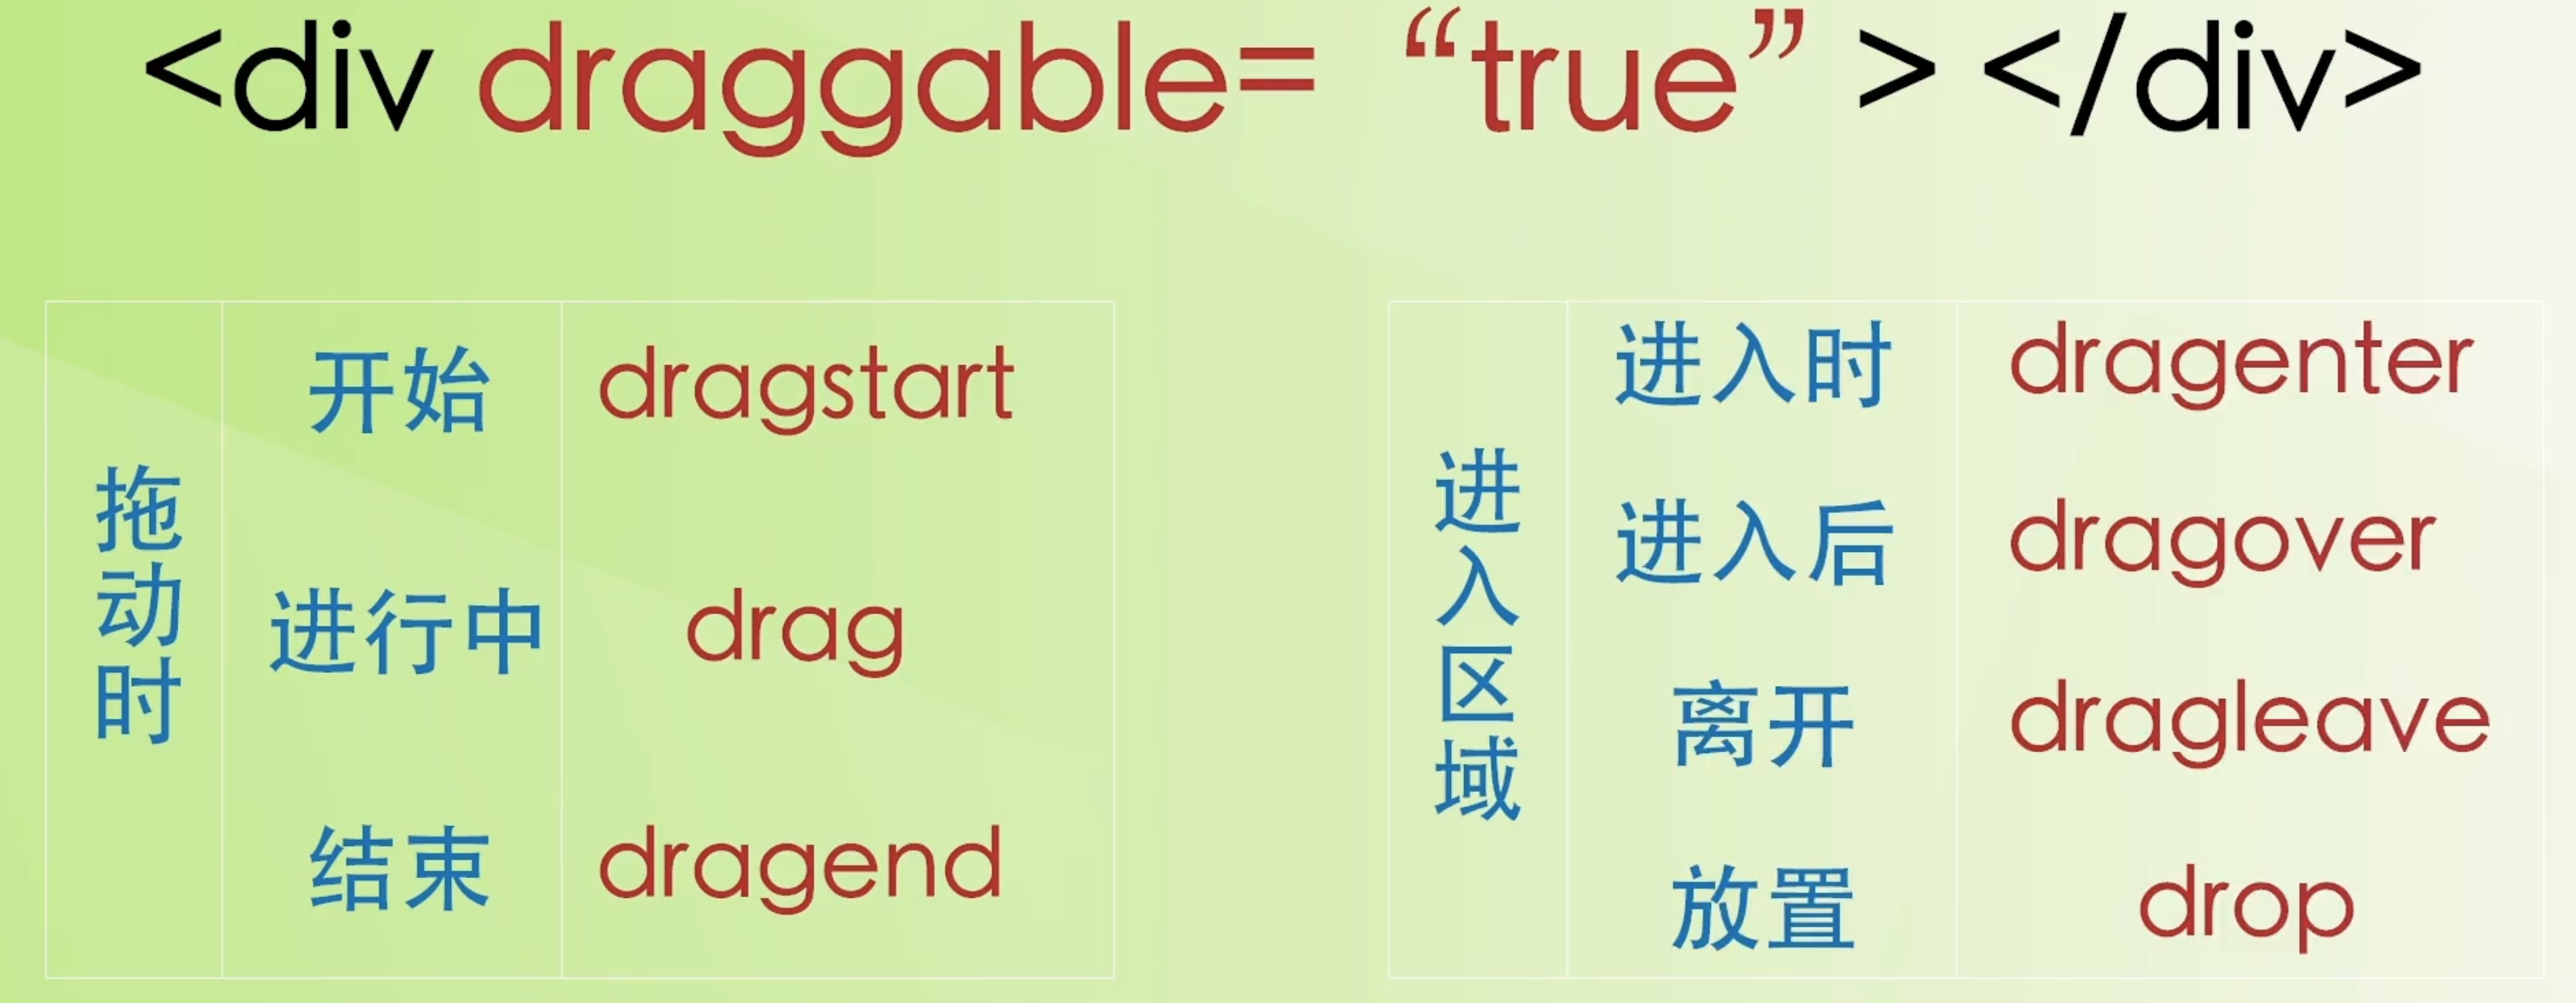 <div draggable= “true” ></div>
拖动时
开始 dragstart
进行中 drag
结束 dragend
进入区域
进入时 dragenter
进入后 dragover
离开 dragleave
放置 drop